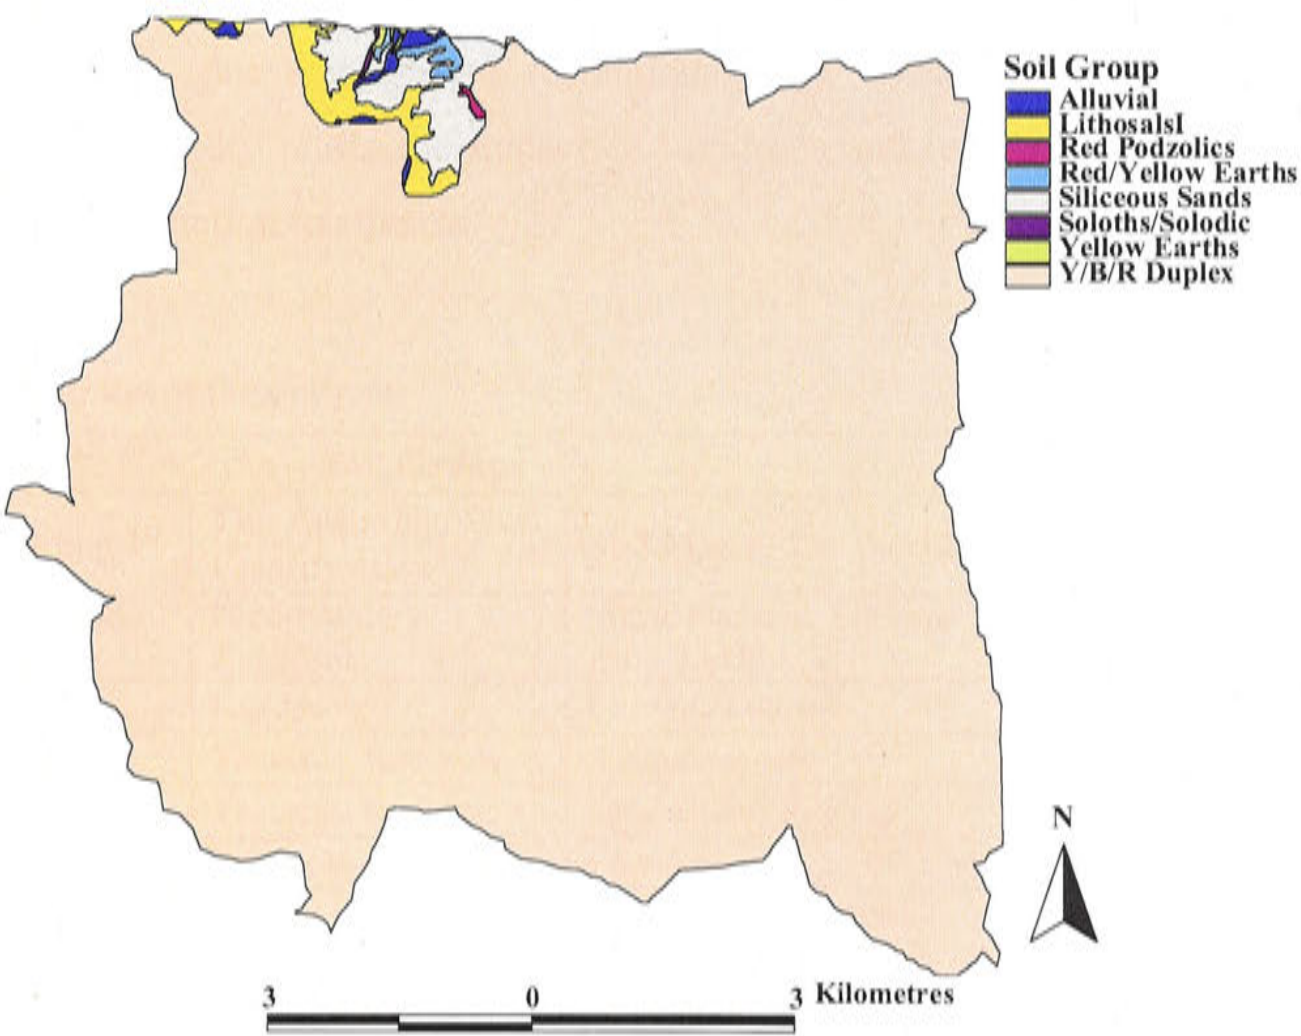 Soil Group
Alluvial
LithosalsI
Red Podzolics
Red/Yellow Earths
Siliceous Sands
Soloths/Solodic
Yellow Earths
Y/B/R Duplex
N
3 0 3 Kilometres